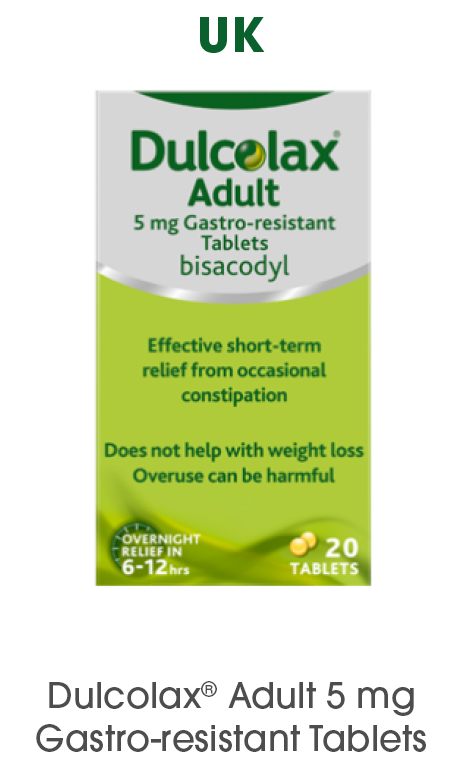 UK
Dulcolax®
Adult
5 mg Gastro-resistant
Tablets
bisacodyl
Effective short-term
relief from occasional
constipation
Does not help with weight loss
Overuse can be harmful
OVERNIGHT
RELIEF IN
6-12hrs
20
TABLETS
Dulcolax® Adult 5 mg
Gastro-resistant Tablets